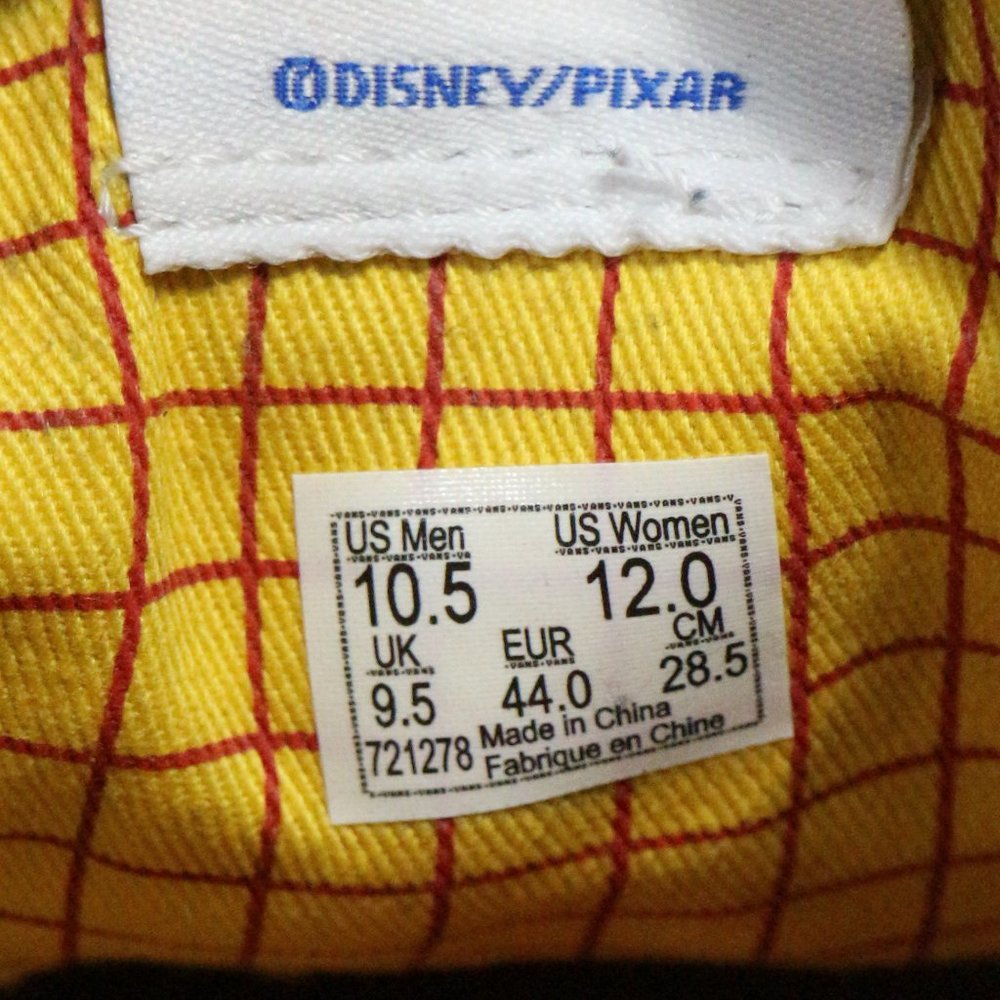 ©DISNEY/PIXAR
US Men US Women
10.5 12.0
UK EUR CM
9.5 44.0 28.5
721278 Made in China
Fabrique en Chine